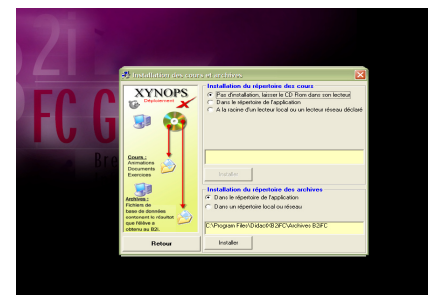 2i
FC G
Bre
Installation des cours et archives
XYNOPS
Déploiement X
Cours :
Animations
Documents
Exercices
Archives :
Fichiers de
base de données
contenant le résultat
que l'élève a
obtenu au B2i.
Retour
Installation du répertoire des cours
Pas d'installation, laisser le CD Rom dans son lecteur
Dans le répertoire de l'application
A la racine d'un lecteur local ou un lecteur réseau déclaré
Installer
Installation du répertoire des archives
Dans le répertoire de l'application
Dans un répertoire local ou réseau
C:\Program Files\Didact\B2iFC\Archives B2iFC
Installer